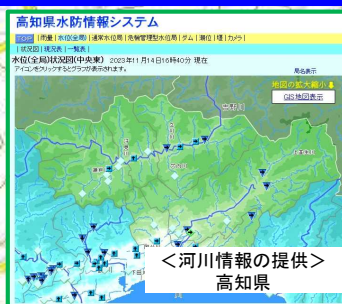 高知県水防情報システム
TOP | 雨量 | 水位(全局) | 通常水位局 | 危機管理型水位局 | ダム | 潮位 | 堰 | カメラ |
| 状況図 | 現況表 | 一覧表 |
水位(全局)状況図(中央東) 2023年11月14日16時40分 現在
アイコンをクリックするとグラフが表示されます。
局名表示
地図の拡大縮小
GIS地図表示
<河川情報の提供>
高知県